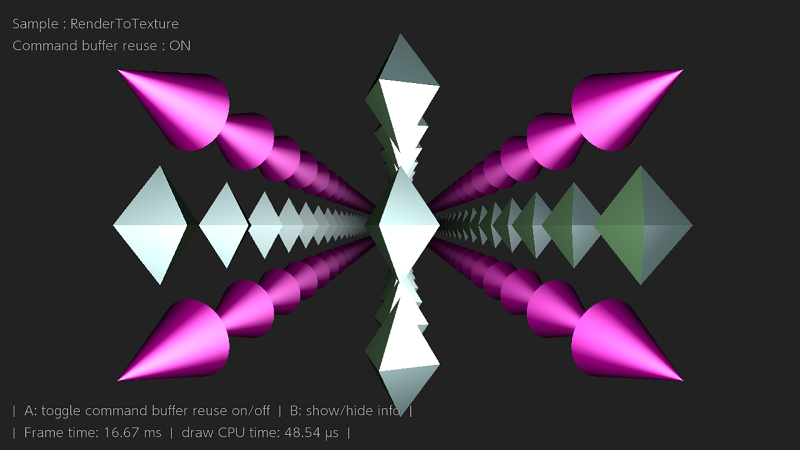 Sample : RenderToTexture
Command buffer reuse : ON
| A: toggle command buffer reuse on/off | B: show/hide info |
| Frame time: 16.67 ms | draw CPU time: 48.54 µs |